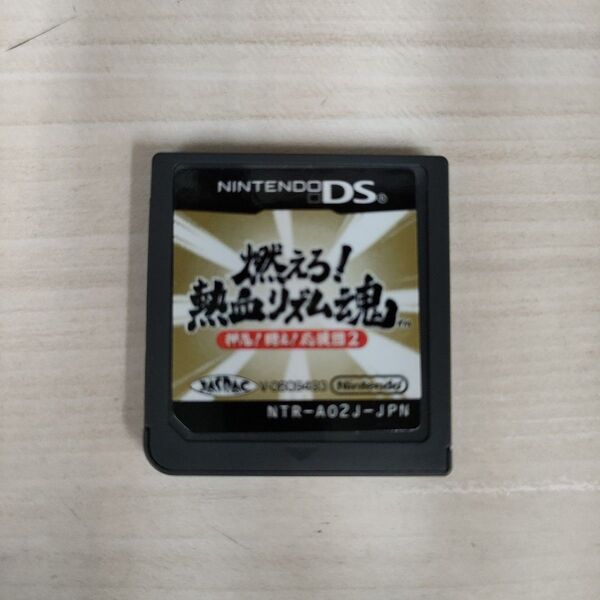 NINTENDO DS®
燃えろ!
熱血リズム魂 TM
押忍!闘え!応援団2
Nintendo
NTR-A02J-JPN